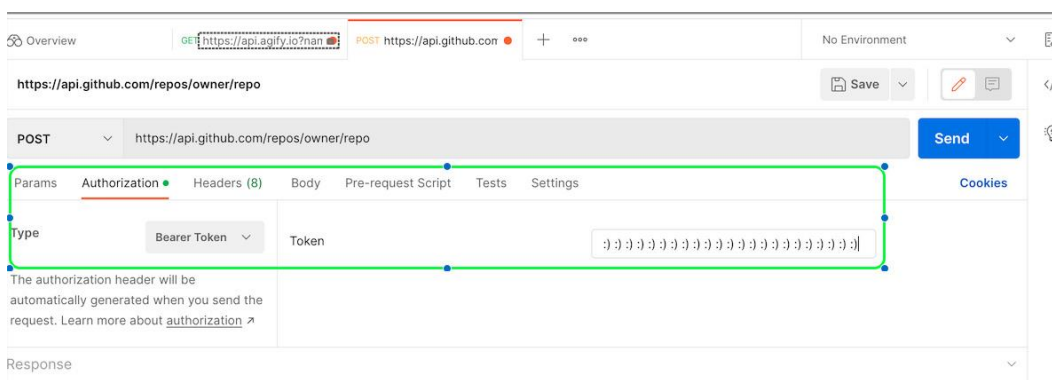 Overview GET https://api.agify.io?nan POST https://api.github.com No Environment
https://api.github.com/repos/owner/repo Save
POST https://api.github.com/repos/owner/repo Send
Params Authorization Headers (8) Body Pre-request Script Tests Settings Cookies
Type Bearer Token Token :) :) :) :) :) :) :) :) :) :) :) :) :) :) :) :) :) :) :) :) :) :) :)
The authorization header will be
automatically generated when you send the
request. Learn more about authorization ↗
Response